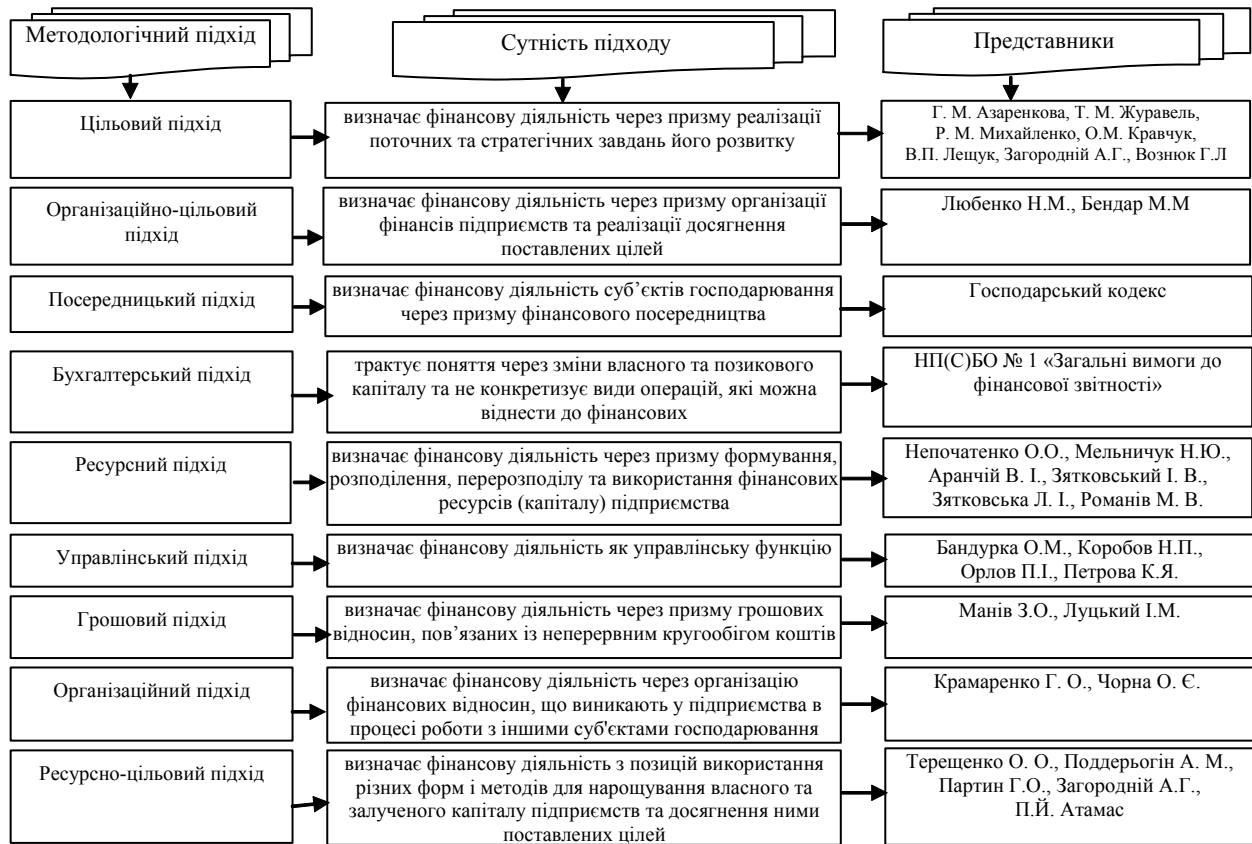 Методологічний підхід
Сутність підходу
Представники
Цільовий підхід
визначає фінансову діяльність через призму реалізації
поточних та стратегічних завдань його розвитку
Г. М. Азаренкова, Т. М. Журавель,
Р. М. Михайленко, О.М. Кравчук,
В.П. Лещук, Загородній А.Г., Вознюк Г.Л
Організаційно-цільовий
підхід
визначає фінансову діяльність через призму організації
фінансів підприємств та реалізації досягнення
поставлених цілей
Любенко Н.М., Бендар М.М
Посередницький підхід
визначає фінансову діяльність суб’єктів господарювання
через призму фінансового посередництва
Господарський кодекс
Бухгалтерський підхід
трактує поняття через зміни власного та позикового
капіталу та не конкретизує види операцій, які можна
віднести до фінансових
НП(С)БО № 1 «Загальні вимоги до
фінансової звітності»
Ресурсний підхід
визначає фінансову діяльність через призму формування,
розподілення, перерозподілу та використання фінансових
ресурсів (капіталу) підприємства
Непочатенко О.О., Мельничук Н.Ю.,
Аранчій В. І., Зятковський І. В.,
Зятковська Л. І., Романів М. В.
Управлінський підхід
визначає фінансову діяльність як управлінську функцію
Бандурка О.М., Коробов Н.П.,
Орлов П.І., Петрова К.Я.
Грошовий підхід
визначає фінансову діяльність через призму грошових
відносин, пов’язаних із неперервним кругообігом коштів
Манів З.О., Луцький І.М.
Організаційний підхід
визначає фінансову діяльність через організацію
фінансових відносин, що виникають у підприємства в
процесі роботи з іншими суб'єктами господарювання
Крамаренко Г. О., Чорна О. Є.
Ресурсно-цільовий підхід
визначає фінансову діяльність з позицій використання
різних форм і методів для нарощування власного та
залученого капіталу підприємств та досягнення ними
поставлених цілей
Терещенко О. О., Поддерьогін А. М.,
Партин Г.О., Загородній А.Г.,
П.Й. Атамас